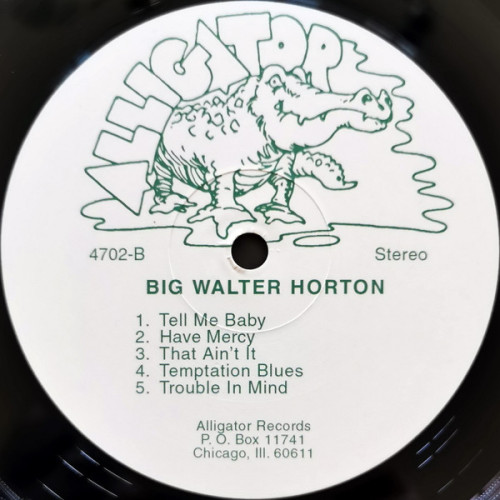 ALLIGATOR
4702-B Stereo
BIG WALTER HORTON
1. Tell Me Baby
2. Have Mercy
3. That Ain't It
4. Temptation Blues
5. Trouble In Mind
Alligator Records
P. O. Box 11741
Chicago, Ill. 60611